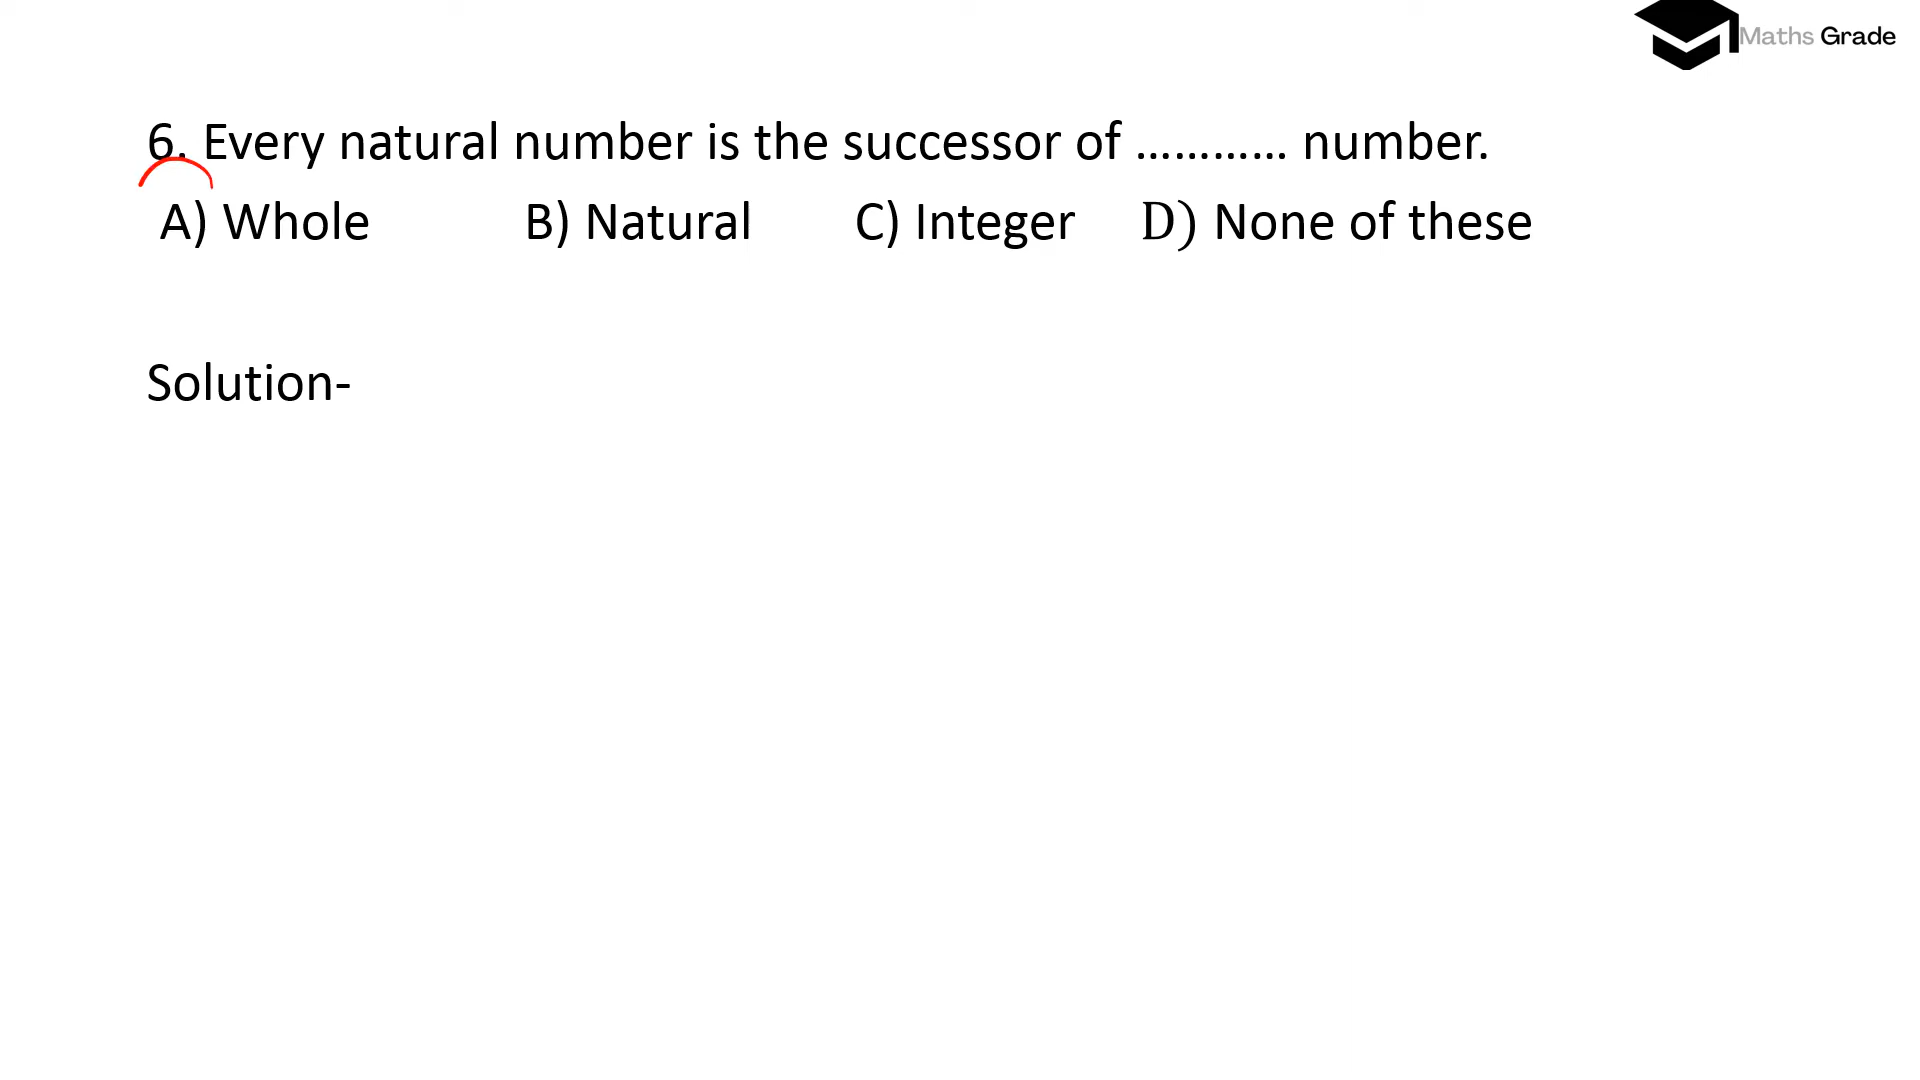 Maths Grade
6. Every natural number is the successor of ………… number.
A) Whole B) Natural C) Integer D) None of these
Solution-